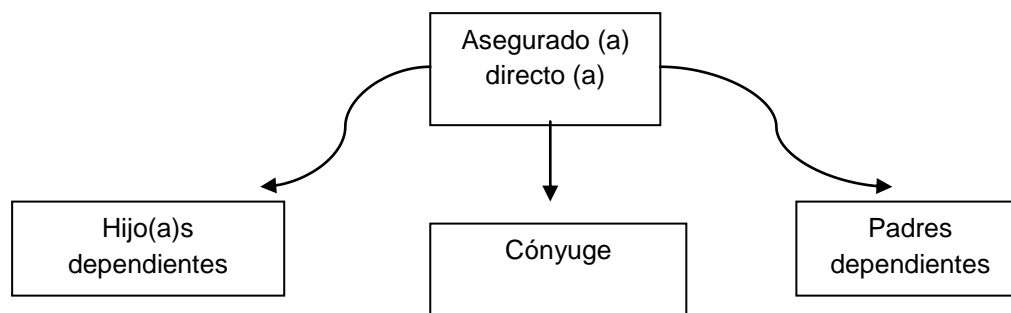 Asegurado (a)
directo (a)
Hijo(a)s
dependientes
Cónyuge
Padres
dependientes